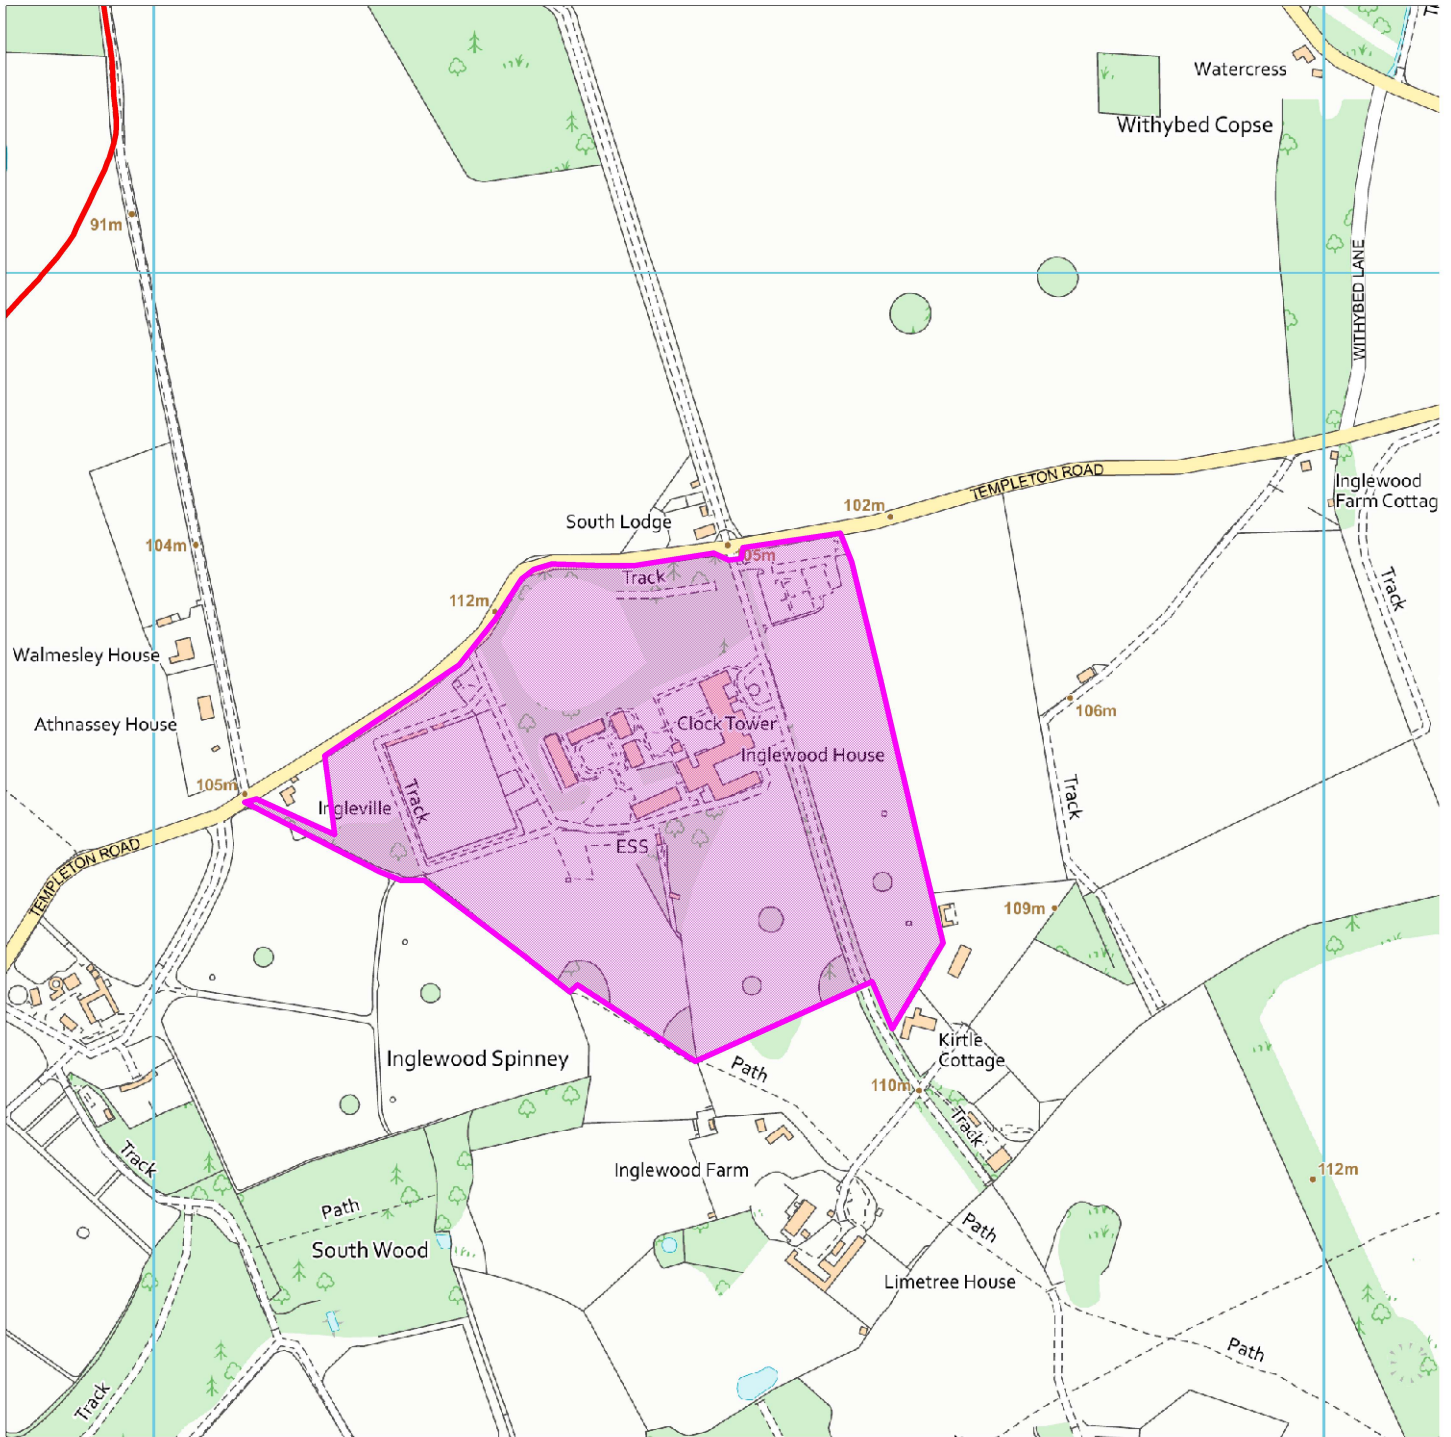 Watercress
Withybed Copse
91m
WITHYBED LANE
TEMPLETON ROAD
Inglewood
Farm Cottag
102m
South Lodge
105m
104m
Track
Track
112m
Walmesley House
Athnassey House
Clock Tower
Inglewood House
106m
105m
Ingleville
Track
Track
ESS
TEMPLETON ROAD
109m
Kirtle
Cottage
Inglewood Spinney
Path
110m
Track
Track
Inglewood Farm
112m
Path
Path
South Wood
Limetree House
Path
Track